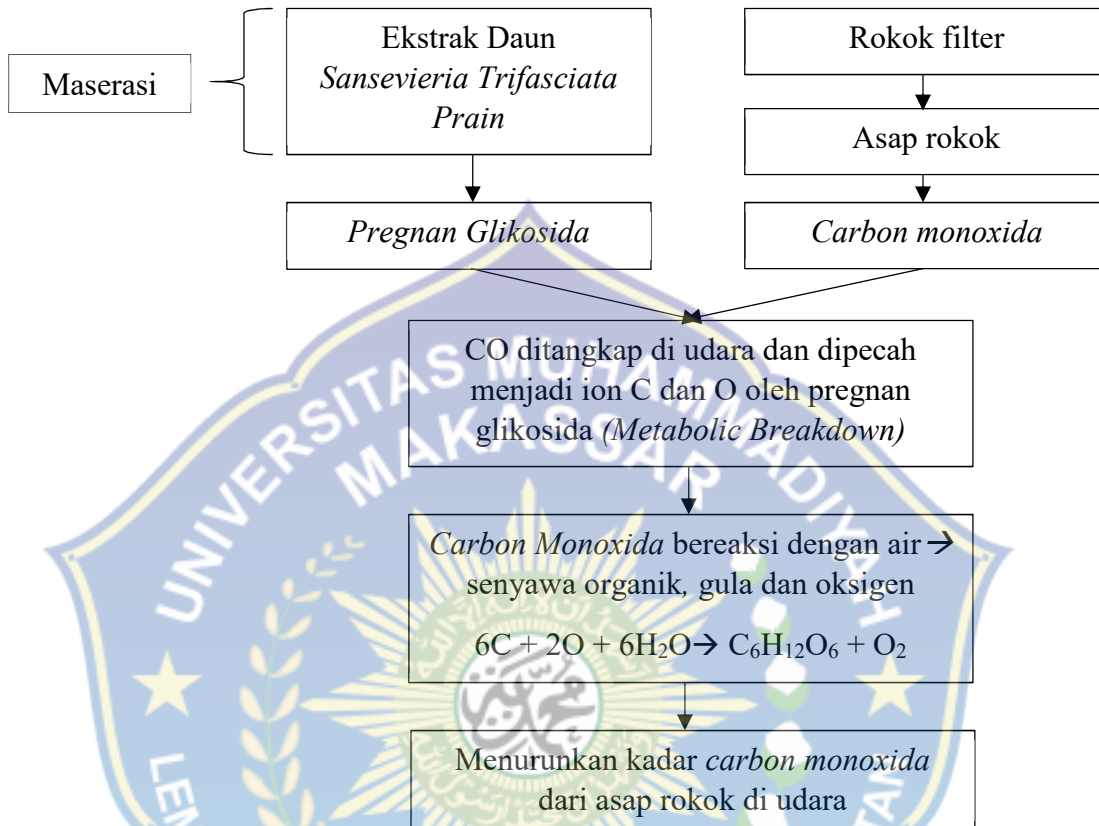 Maserasi
Ekstrak Daun
Sansevieria Trifasciata
Prain
Rokok filter
Asap rokok
Pregnan Glikosida
Carbon monoxida
CO ditangkap di udara dan dipecah
menjadi ion C dan O oleh pregnan
glikosida (Metabolic Breakdown)
Carbon Monoxida bereaksi dengan air →
senyawa organik, gula dan oksigen
6C + 2O + 6H₂O → C₆H₁₂O₆ + O₂
Menurunkan kadar carbon monoxida
dari asap rokok di udara
UNIVERSITAS MUHAMMADIYAH
MAKASSAR